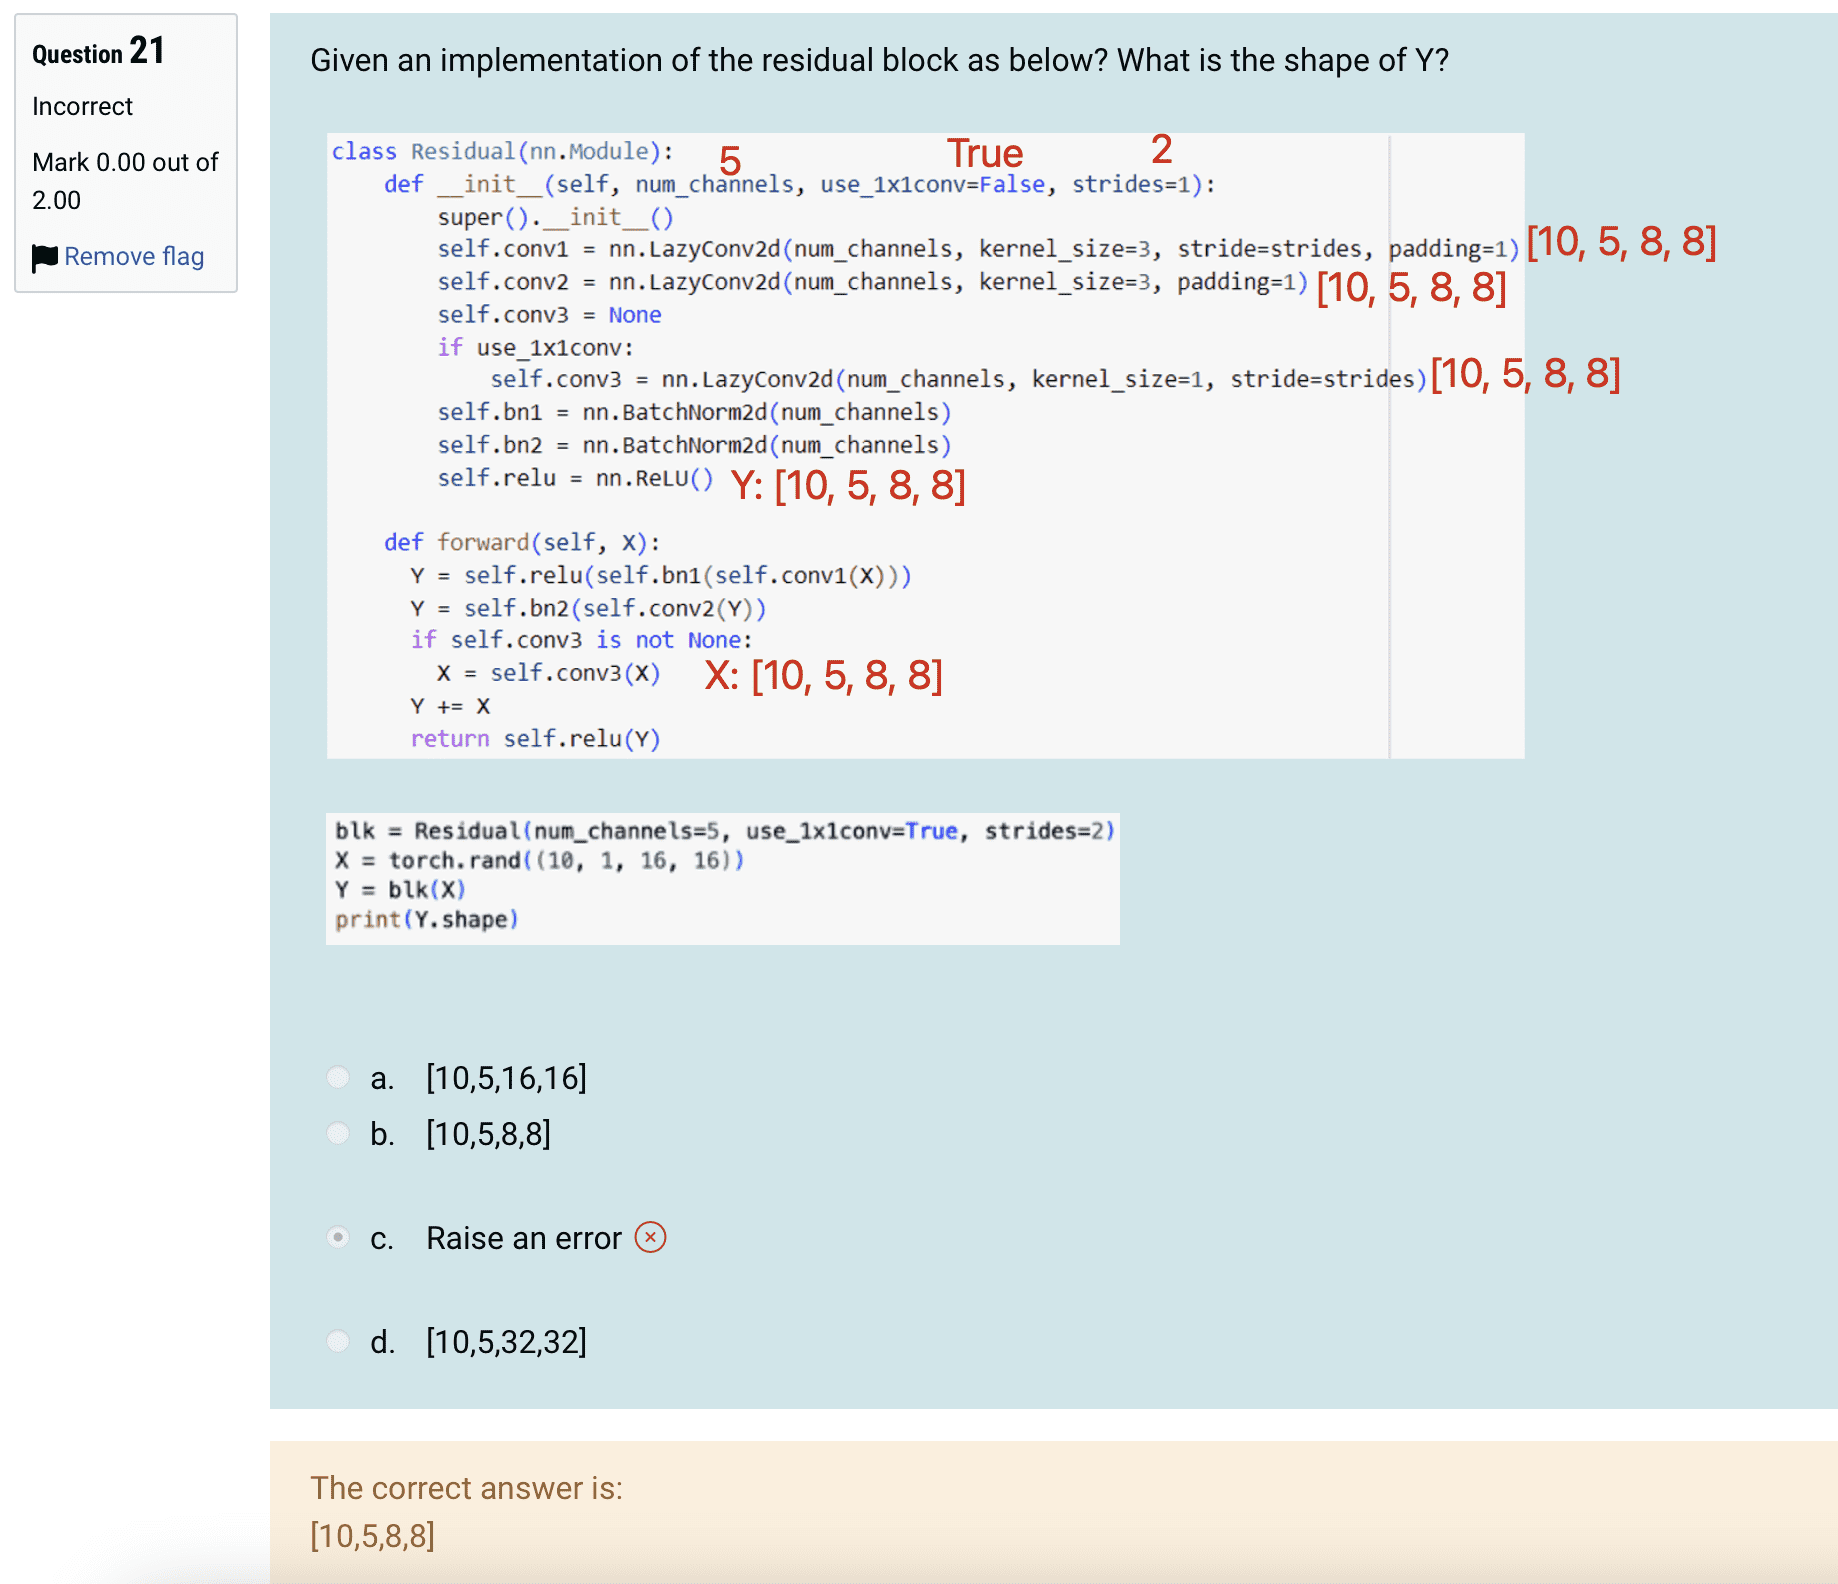 Question 21
Incorrect
Mark 0.00 out of
2.00
Remove flag
Given an implementation of the residual block as below? What is the shape of Y?
class Residual(nn.Module):
5 True 2
def __init__(self, num_channels, use_1x1conv=False, strides=1):
super().__init__()
self.conv1 = nn.LazyConv2d(num_channels, kernel_size=3, stride=strides, padding=1) [10, 5, 8, 8]
self.conv2 = nn.LazyConv2d(num_channels, kernel_size=3, padding=1) [10, 5, 8, 8]
self.conv3 = None
if use_1x1conv:
self.conv3 = nn.LazyConv2d(num_channels, kernel_size=1, stride=strides) [10, 5, 8, 8]
self.bn1 = nn.BatchNorm2d(num_channels)
self.bn2 = nn.BatchNorm2d(num_channels)
self.relu = nn.ReLU() Y: [10, 5, 8, 8]
def forward(self, X):
Y = self.relu(self.bn1(self.conv1(X)))
Y = self.bn2(self.conv2(Y))
if self.conv3 is not None:
X = self.conv3(X) X: [10, 5, 8, 8]
Y += X
return self.relu(Y)
blk = Residual(num_channels=5, use_1x1conv=True, strides=2)
X = torch.rand((10, 1, 16, 16))
Y = blk(X)
print(Y.shape)
a. [10,5,16,16]
b. [10,5,8,8]
c. Raise an error
d. [10,5,32,32]
The correct answer is:
[10,5,8,8]